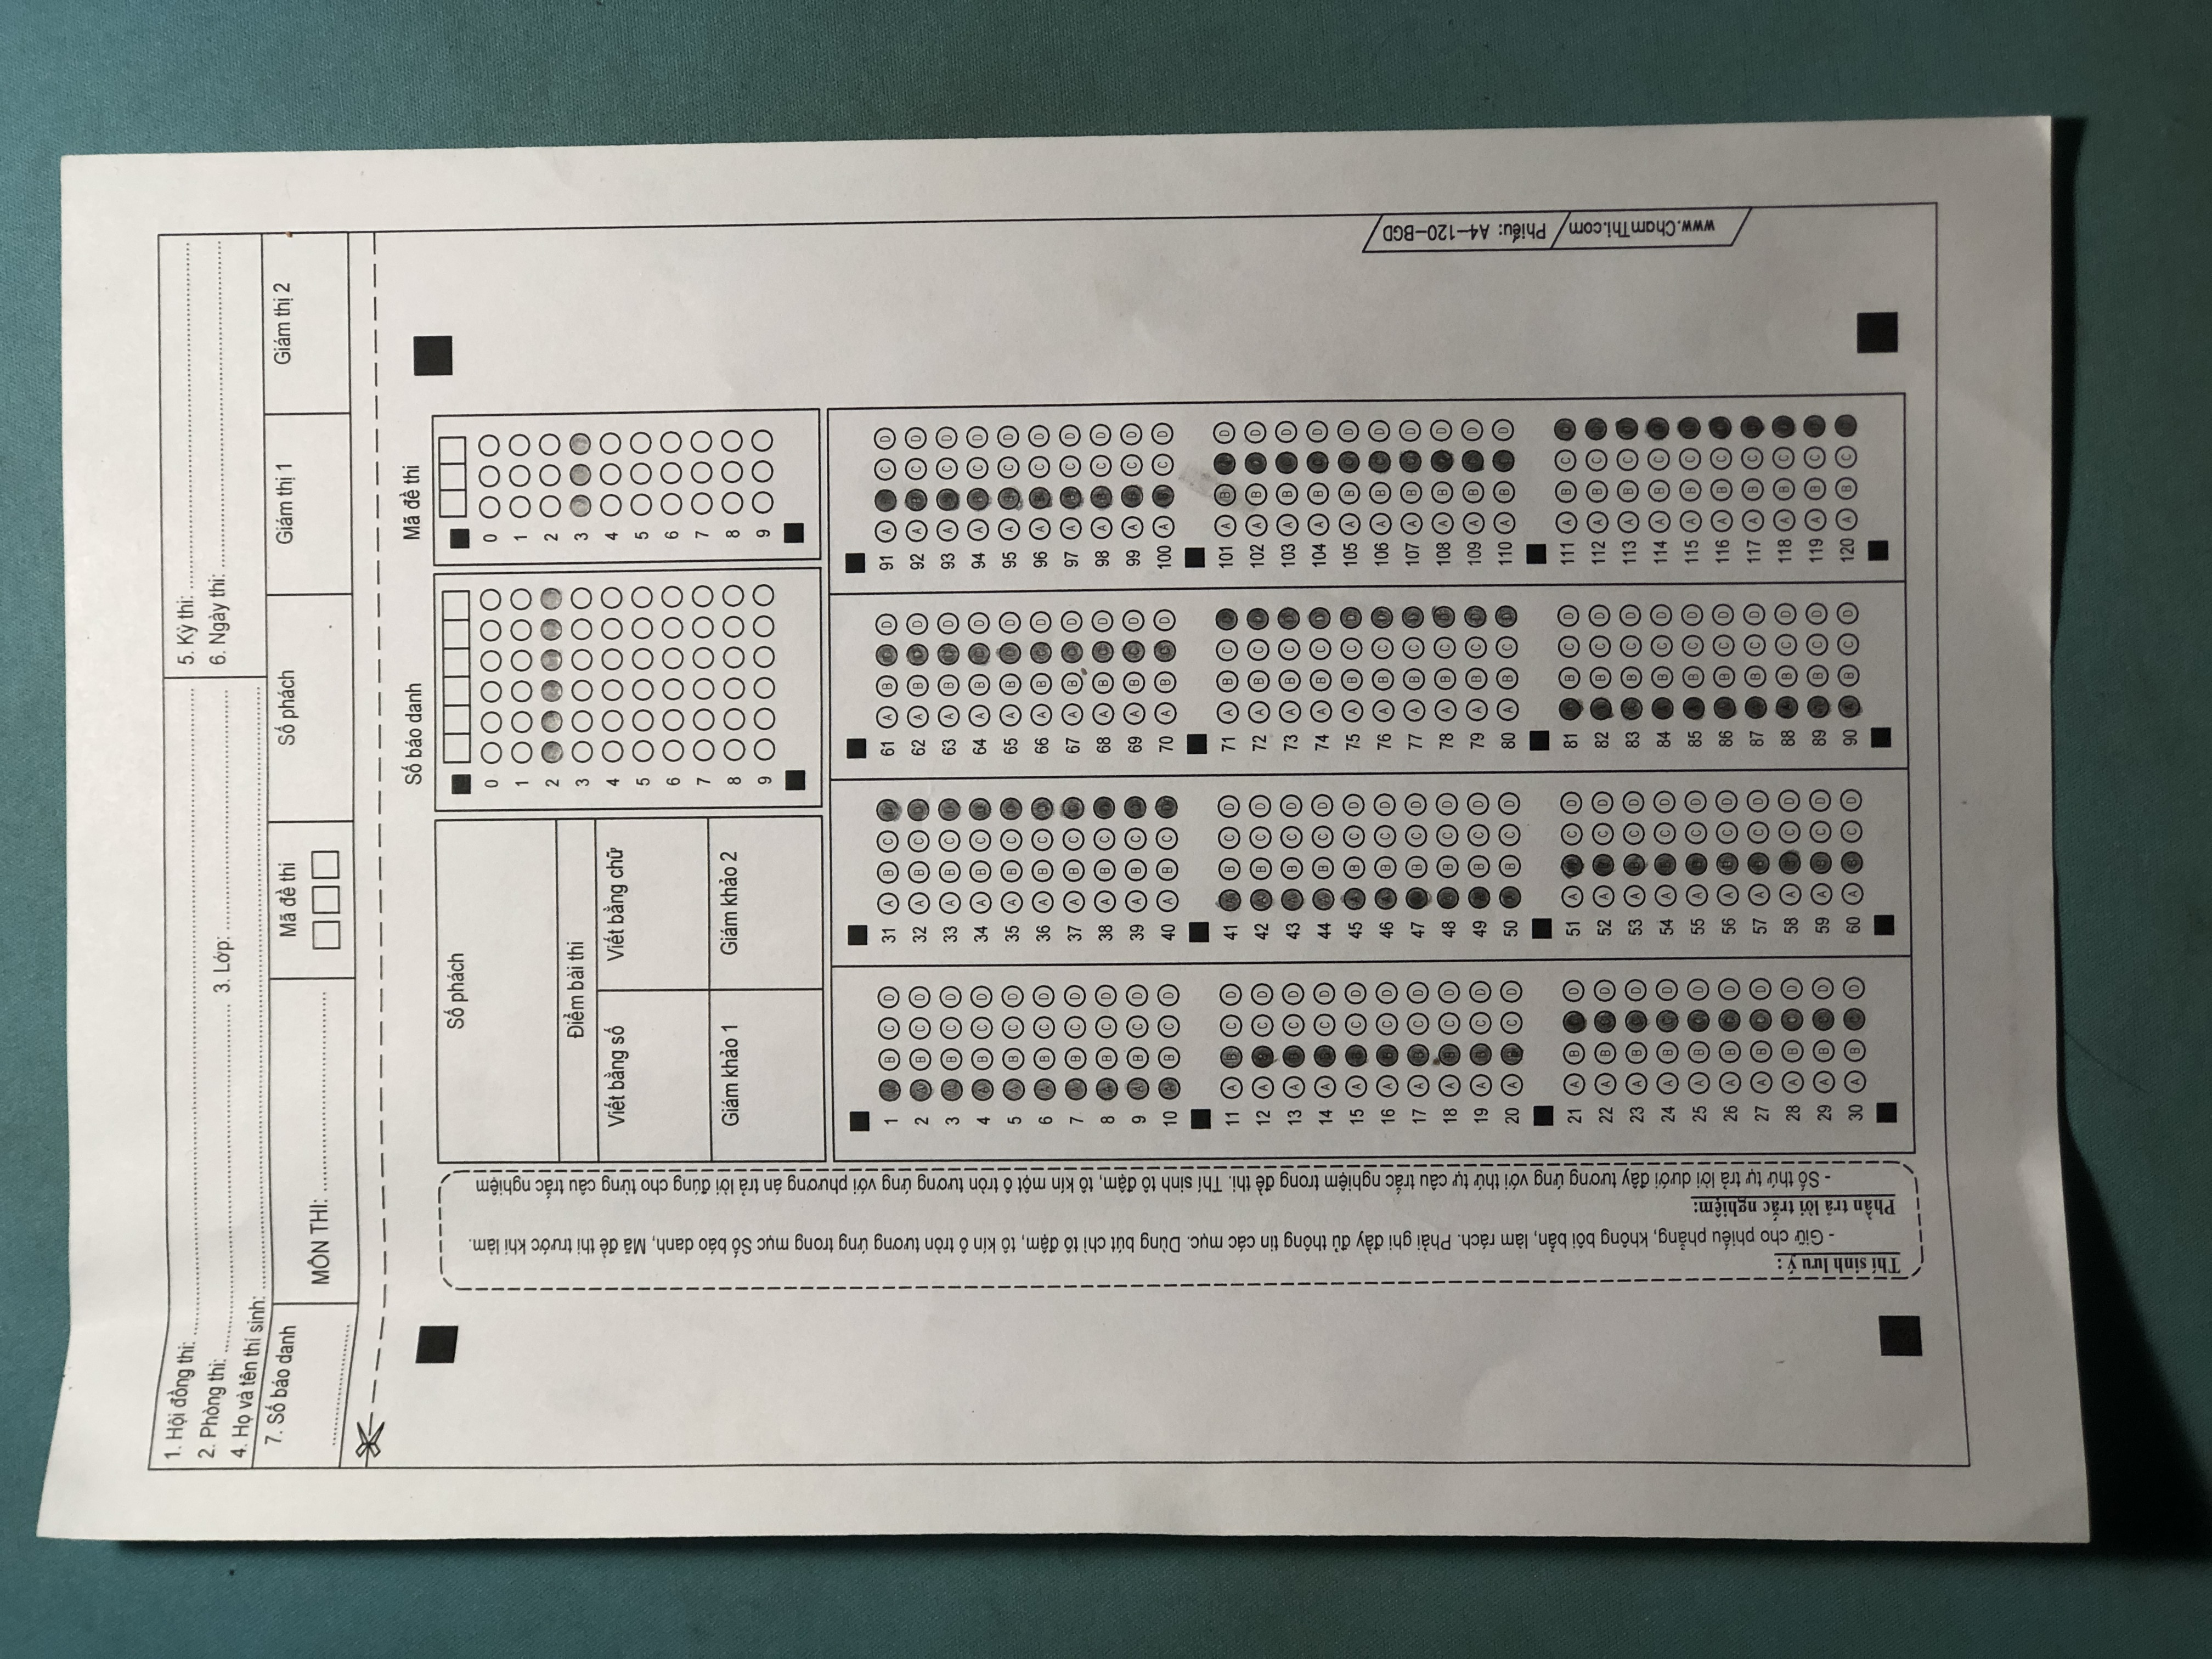 1. Hội đồng thi: ........................
5. Kỳ thi: ........................
2. Phòng thi: ........................ 3. Lớp: ........................
6. Ngày thi: ........................
4. Họ và tên thí sinh: ........................
7. Số báo danh
........................
MÔN THI: ........................
Mã đề thi
Số phách
Giám thị 1
Giám thị 2
Thí sinh lưu ý :
- Giữ cho phiếu phẳng, không bôi bẩn, làm rách. Phải ghi đầy đủ thông tin các mục. Dùng bút chì tô đậm, tô kín ô tròn tương ứng trong mục Số báo danh, Mã đề thi trước khi làm.
Phần trả lời trắc nghiệm:
- Số thứ tự trả lời dưới đây tương ứng với thứ tự câu trắc nghiệm trong đề thi. Thí sinh tô đậm, tô kín một ô tròn tương ứng với phương án trả lời đúng cho từng câu trắc nghiệm
Số phách
Điểm bài thi
Viết bằng số Viết bằng chữ
Giám khảo 1 Giám khảo 2
Số báo danh
0
1
2
3
4
5
6
7
8
9
Mã đề thi
0
1
2
3
4
5
6
7
8
9
1 A B C D
2 A B C D
3 A B C D
4 A B C D
5 A B C D
6 A B C D
7 A B C D
8 A B C D
9 A B C D
10 A B C D
11 A B C D
12 A B C D
13 A B C D
14 A B C D
15 A B C D
16 A B C D
17 A B C D
18 A B C D
19 A B C D
20 A B C D
21 A B C D
22 A B C D
23 A B C D
24 A B C D
25 A B C D
26 A B C D
27 A B C D
28 A B C D
29 A B C D
30 A B C D
31 A B C D
32 A B C D
33 A B C D
34 A B C D
35 A B C D
36 A B C D
37 A B C D
38 A B C D
39 A B C D
40 A B C D
41 A B C D
42 A B C D
43 A B C D
44 A B C D
45 A B C D
46 A B C D
47 A B C D
48 A B C D
49 A B C D
50 A B C D
51 A B C D
52 A B C D
53 A B C D
54 A B C D
55 A B C D
56 A B C D
57 A B C D
58 A B C D
59 A B C D
60 A B C D
61 A B C D
62 A B C D
63 A B C D
64 A B C D
65 A B C D
66 A B C D
67 A B C D
68 A B C D
69 A B C D
70 A B C D
71 A B C D
72 A B C D
73 A B C D
74 A B C D
75 A B C D
76 A B C D
77 A B C D
78 A B C D
79 A B C D
80 A B C D
81 A B C D
82 A B C D
83 A B C D
84 A B C D
85 A B C D
86 A B C D
87 A B C D
88 A B C D
89 A B C D
90 A B C D
91 A B C D
92 A B C D
93 A B C D
94 A B C D
95 A B C D
96 A B C D
97 A B C D
98 A B C D
99 A B C D
100 A B C D
101 A B C D
102 A B C D
103 A B C D
104 A B C D
105 A B C D
106 A B C D
107 A B C D
108 A B C D
109 A B C D
110 A B C D
111 A B C D
112 A B C D
113 A B C D
114 A B C D
115 A B C D
116 A B C D
117 A B C D
118 A B C D
119 A B C D
120 A B C D
www.ChamThi.com / Phiếu: A4–120–BGD